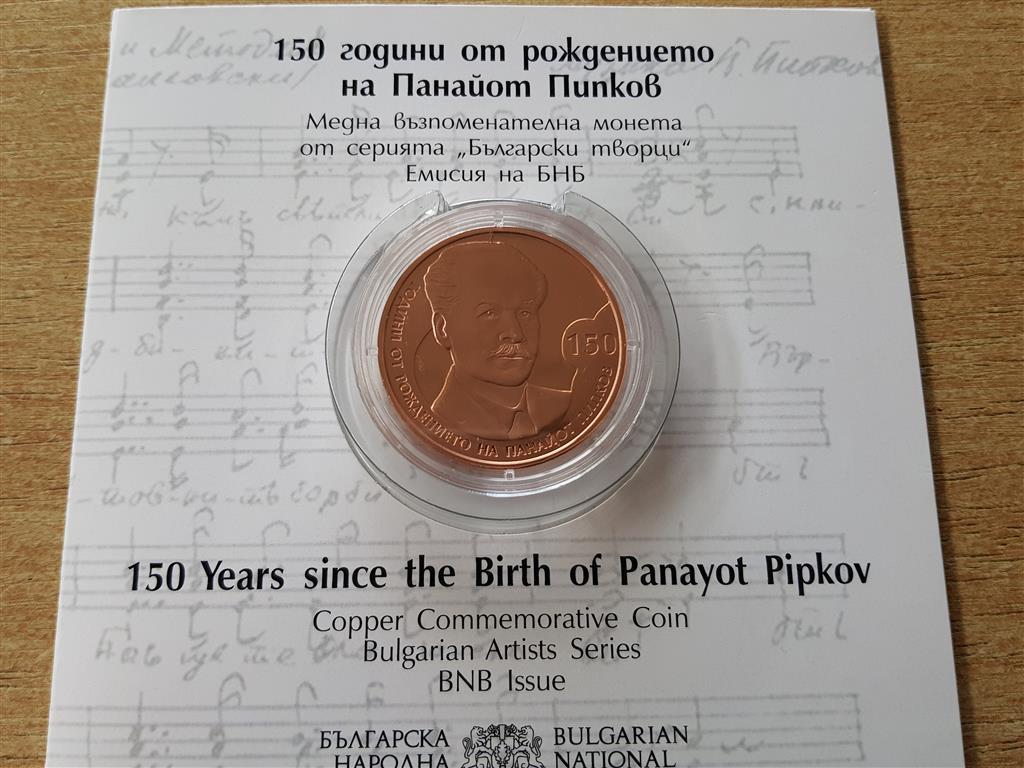 150 години от рождението
на Панайот Пипков
Медна възпоменателна монета
от серията „Български творци“
Емисия на БНБ
150
ГОДИНИ ОТ РОЖДЕНИЕТО НА ПАНАЙОТ ПИПКОВ
150 Years since the Birth of Panayot Pipkov
Copper Commemorative Coin
Bulgarian Artists Series
BNB Issue
БЪЛГАРСКА BULGARIAN
НАРОДНА NATIONAL